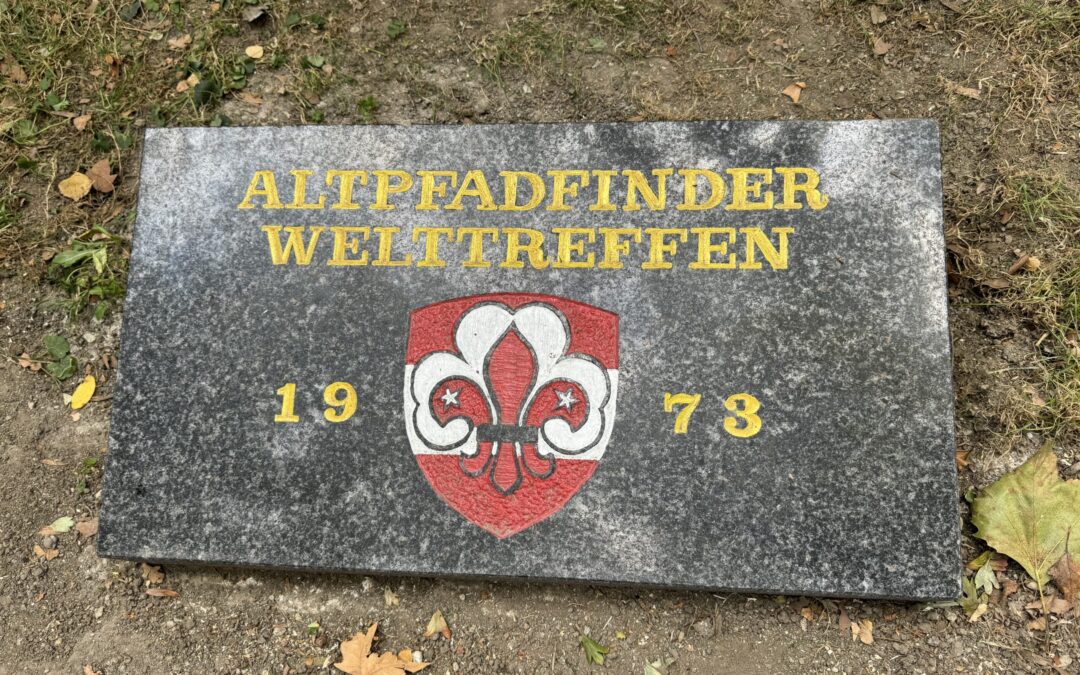 ALTPFADFINDER
WELTTREFFEN
19 73